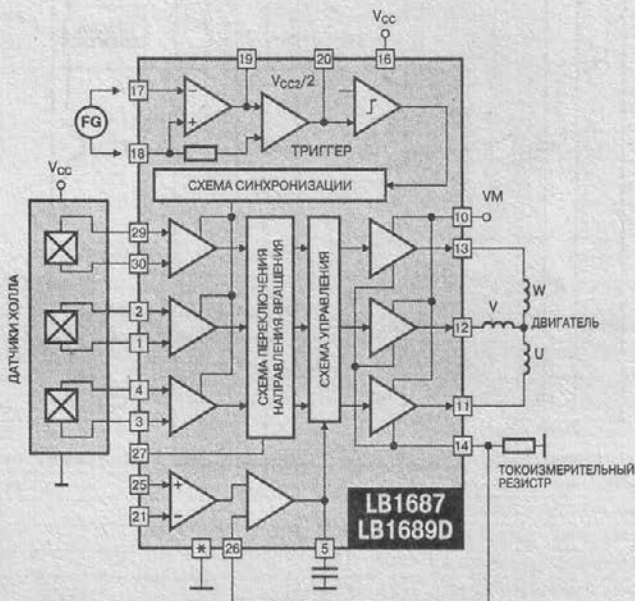 VCC
19
20
16
17
VCC2/2
FG
18
ТРИГГЕР
VCC
СХЕМА СИНХРОНИЗАЦИИ
10
VM
29
13
30
W
ДАТЧИКИ ХОЛЛА
2
СХЕМА ПЕРЕКЛЮЧЕНИЯ
НАПРАВЛЕНИЯ ВРАЩЕНИЯ
СХЕМА УПРАВЛЕНИЯ
V
12
ДВИГАТЕЛЬ
1
U
4
3
11
27
14
25
ТОКОИЗМЕРИТЕЛЬНЫЙ
РЕЗИСТР
21
LB1687
LB1689D
*
26
5